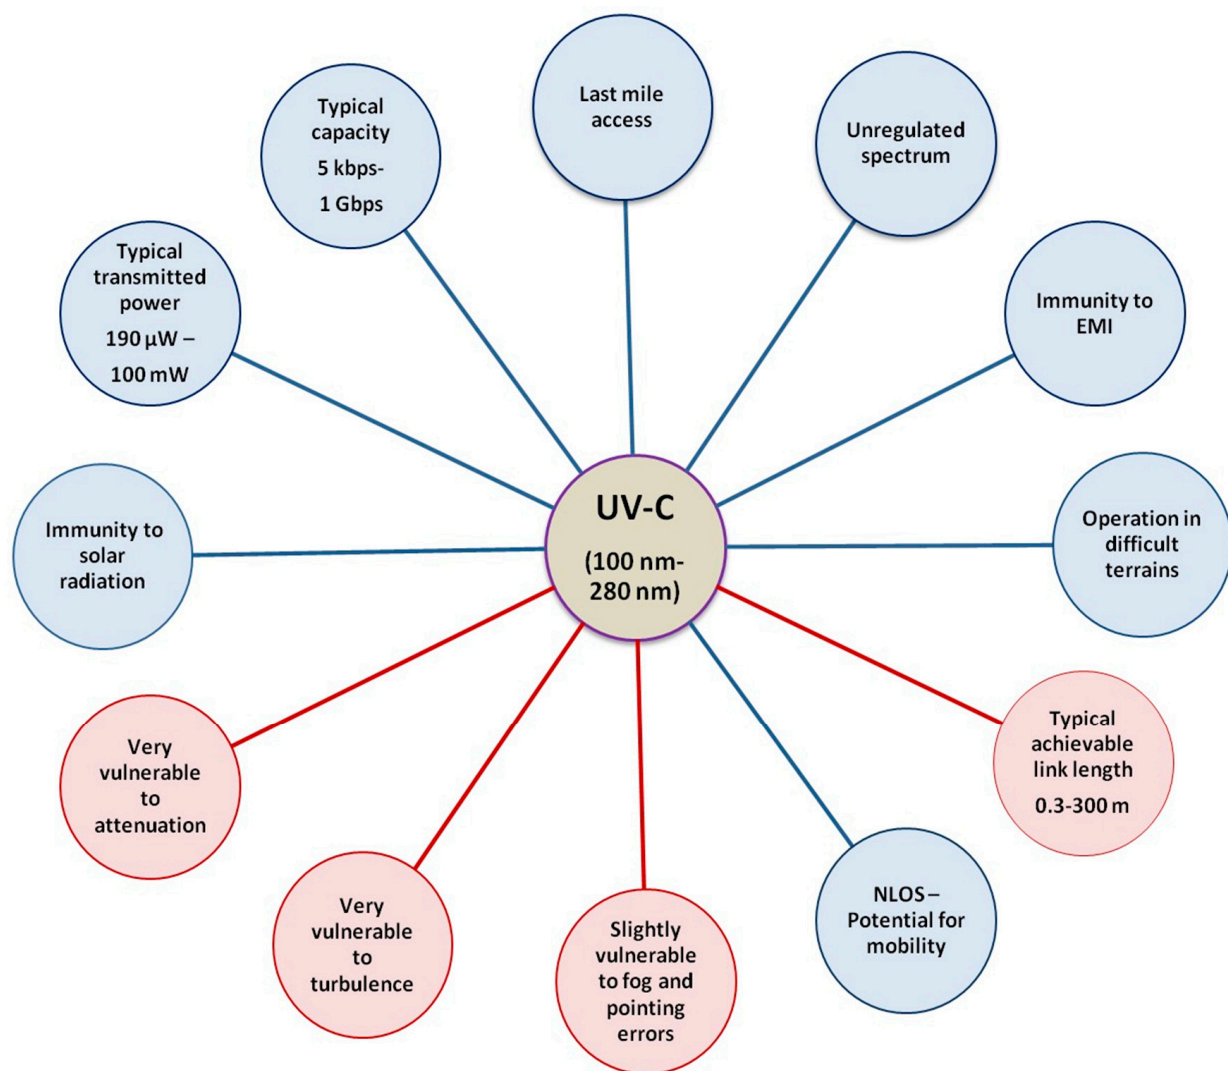 Last mile
access
Typical
capacity
5 kbps-
1 Gbps
Unregulated
spectrum
Typical
transmitted
power
190 µW –
100 mW
Immunity to
EMI
UV-C
(100 nm-
280 nm)
Immunity to
solar
radiation
Operation in
difficult
terrains
Very
vulnerable
to
attenuation
Typical
achievable
link length
0.3-300 m
Very
vulnerable
to
turbulence
Slightly
vulnerable
to fog and
pointing
errors
NLOS –
Potential for
mobility